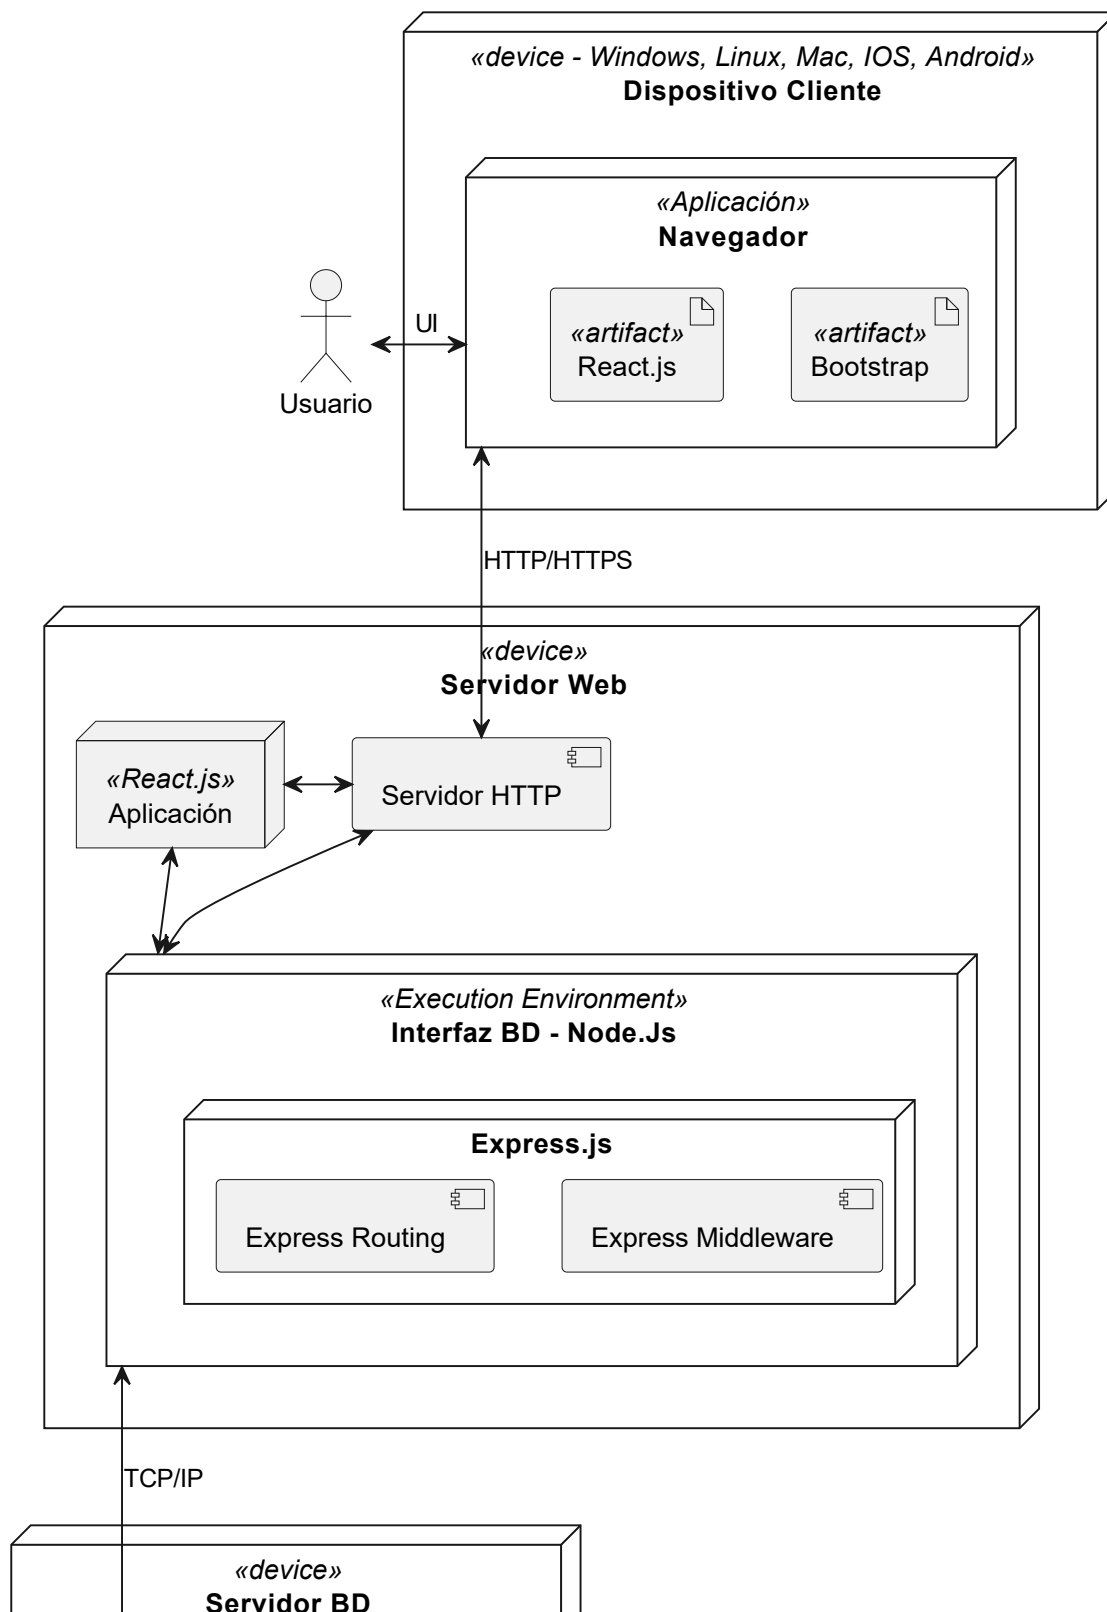 «device - Windows, Linux, Mac, IOS, Android»
Dispositivo Cliente
«Aplicación»
Navegador
«artifact»
React.js
«artifact»
Bootstrap
UI
Usuario
HTTP/HTTPS
«device»
Servidor Web
«React.js»
Aplicación
Servidor HTTP
«Execution Environment»
Interfaz BD - Node.Js
Express.js
Express Routing
Express Middleware
TCP/IP
«device»
Servidor BD